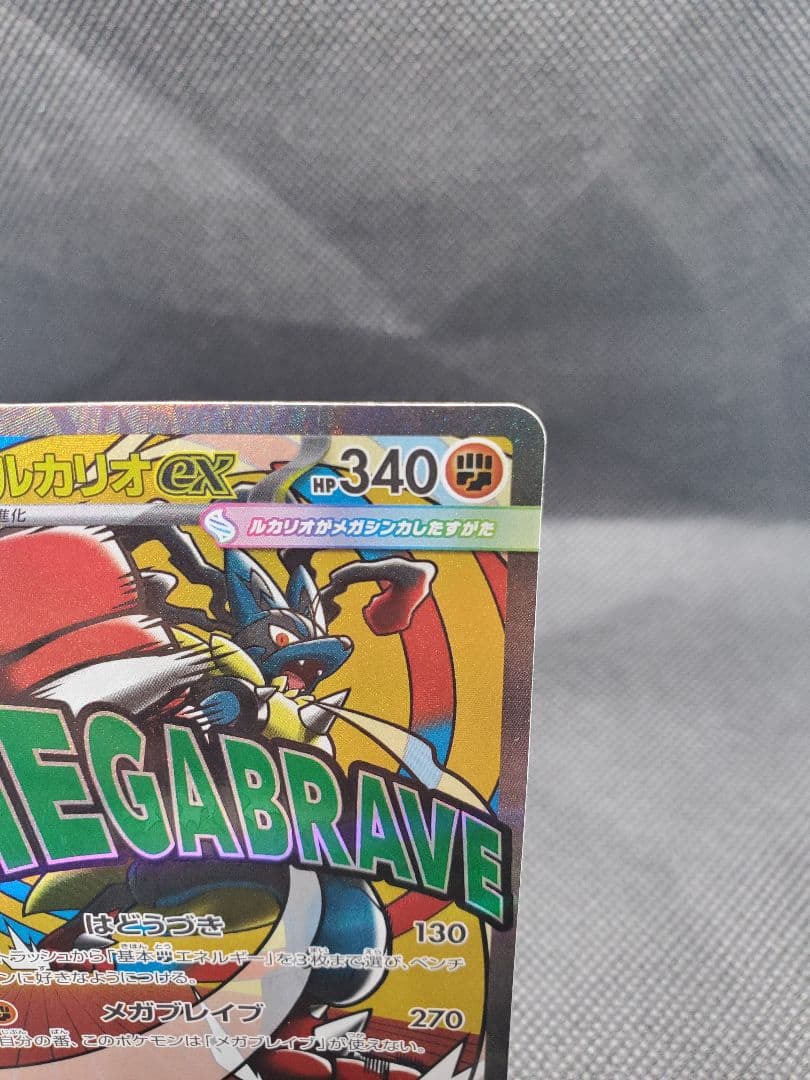 ルカリオex HP340
進化
ルカリオがメガシンカしたすがた
MEGABRAVE
はどうづき 130
トラッシュから「基本 エネルギー」を3枚まで選び、ベンチ
ンに好きなようにつける。
メガブレイブ 270
自分の番、このポケモンは「メガブレイブ」が使えない。